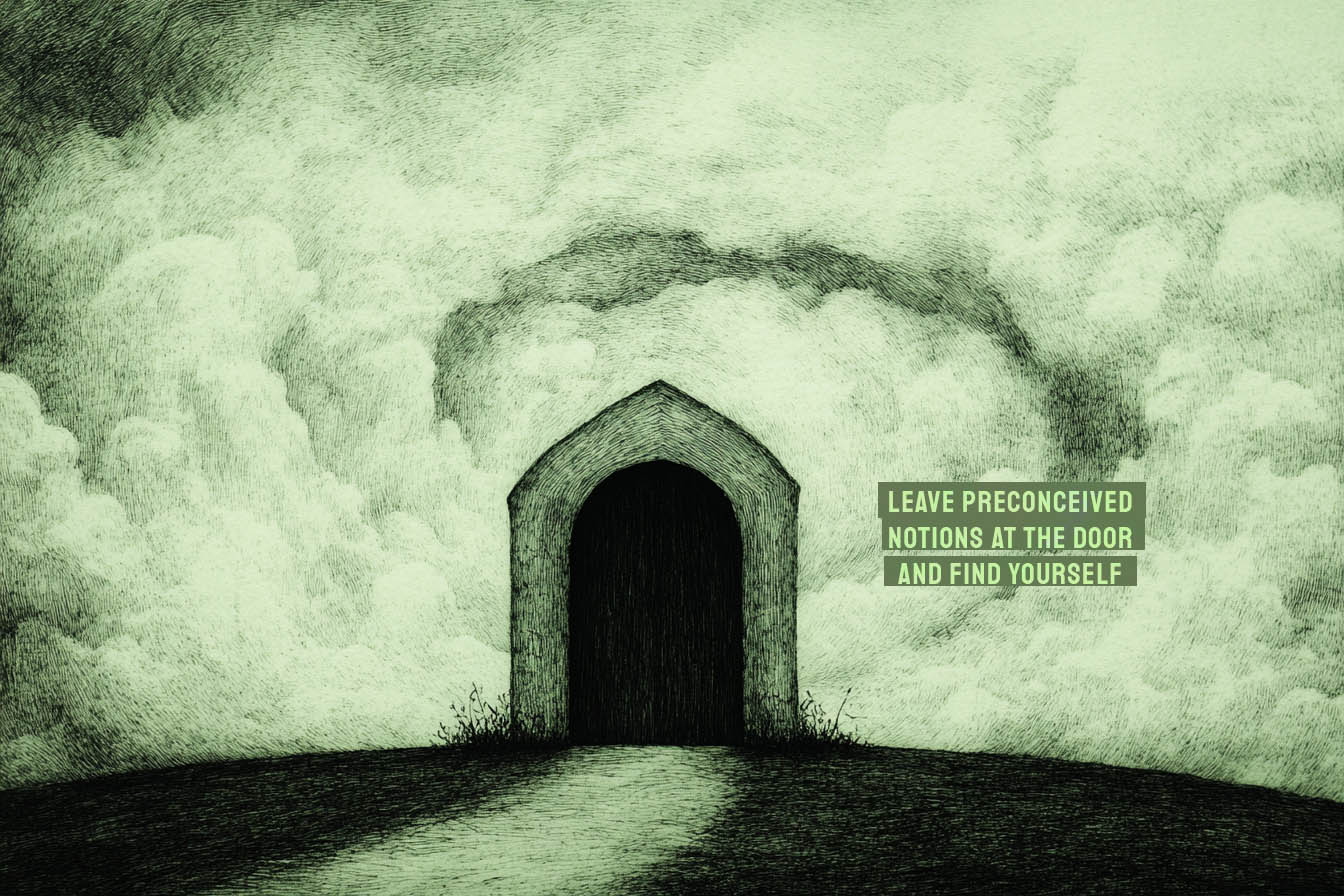 LEAVE PRECONCEIVED
NOTIONS AT THE DOOR
AND FIND YOURSELF